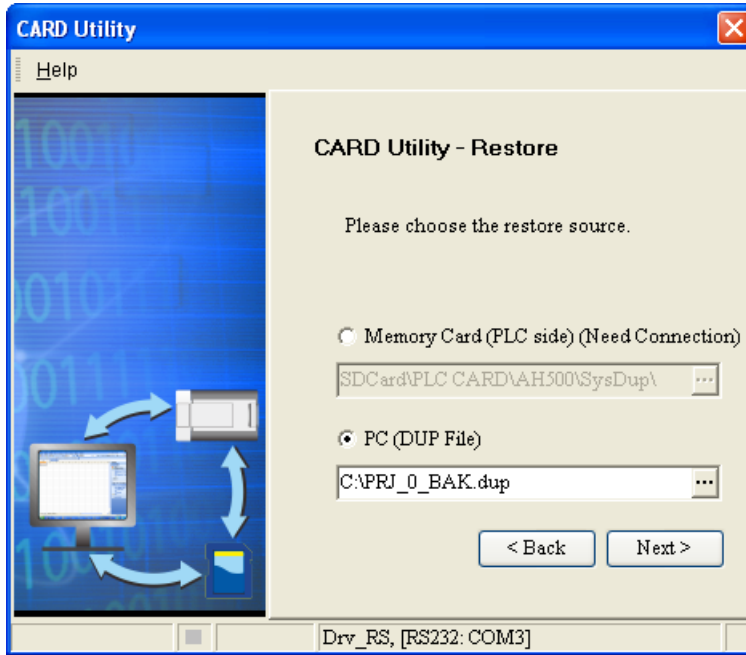 CARD Utility
Help
CARD Utility - Restore
Please choose the restore source.
Memory Card (PLC side) (Need Connection)
SDCard\PLC CARD\AH500\SysDup\
...
PC (DUP File)
C:\PRJ_0_BAK.dup
...
< Back
Next >
Drv_RS, [RS232: COM3]